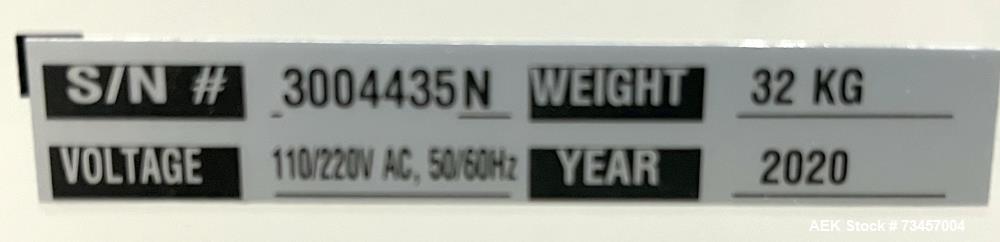 S/N # 3004435N WEIGHT 32 KG
VOLTAGE 110/220V AC, 50/60Hz YEAR 2020
AEK Stock # 73457004